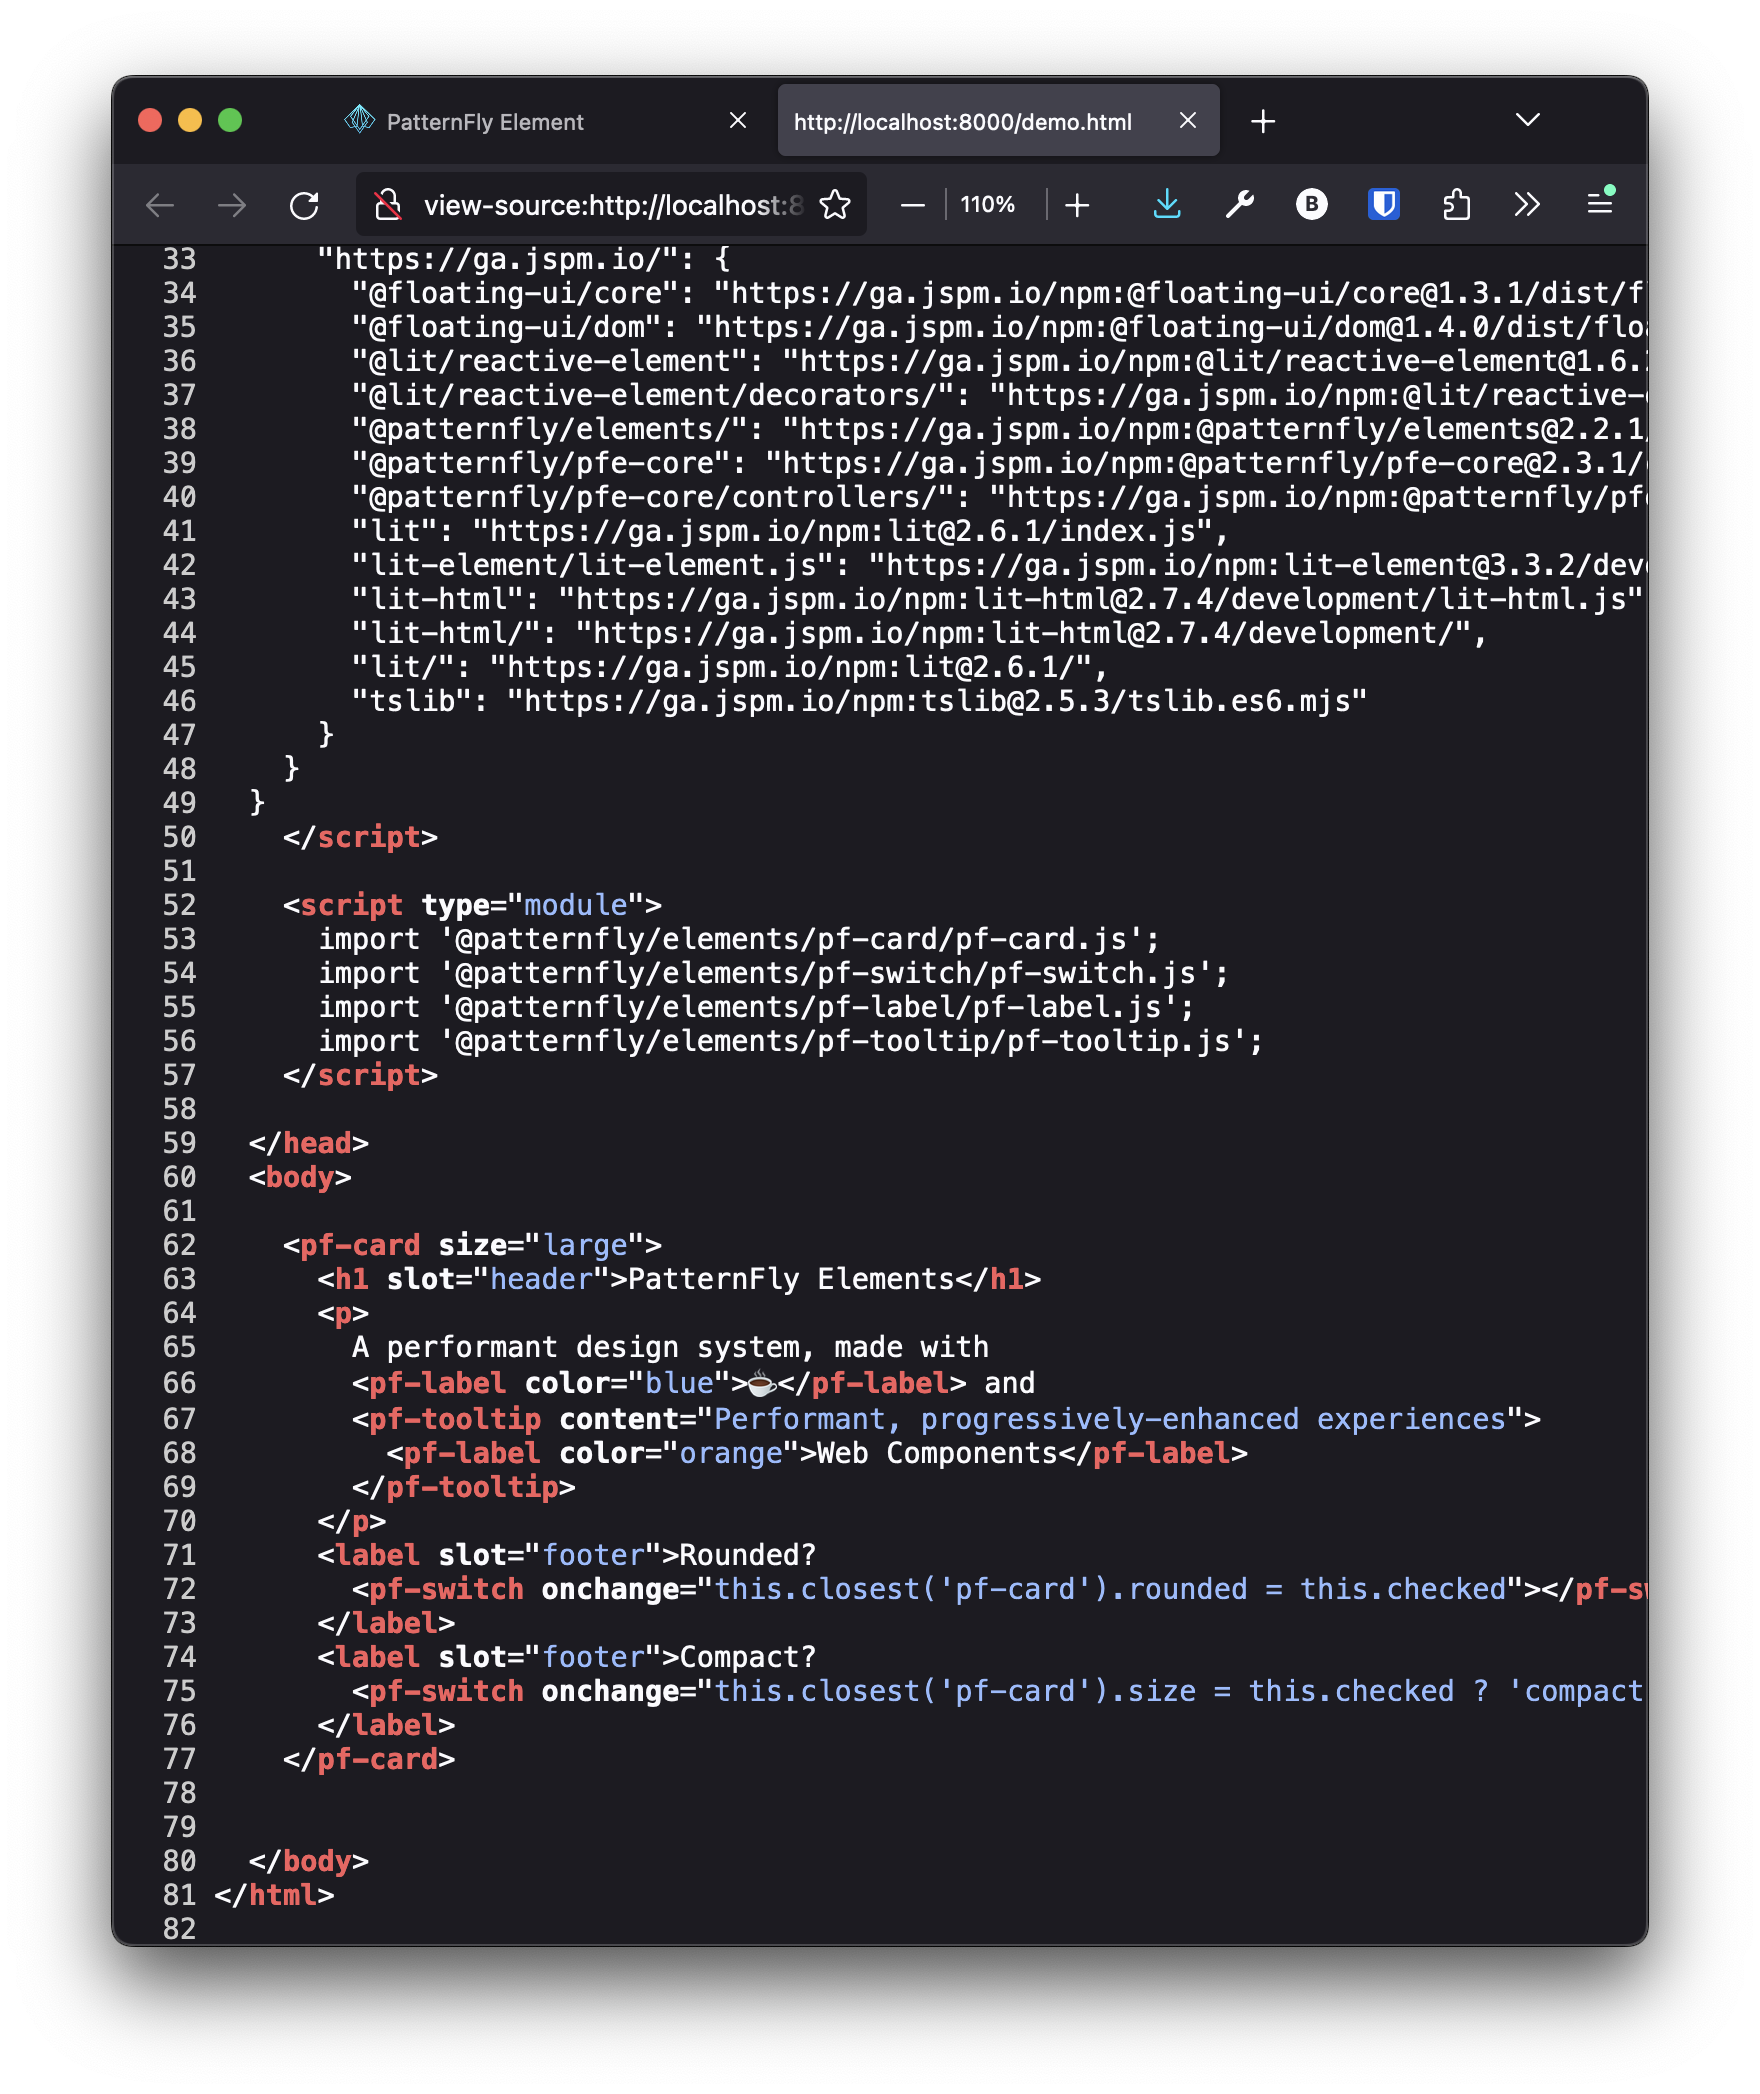 PatternFly Element
http://localhost:8000/demo.html
view-source:http://localhost:8
110%
B
33 "https://ga.jspm.io/": {
34 "@floating-ui/core": "https://ga.jspm.io/npm:@floating-ui/core@1.3.1/dist/f
35 "@floating-ui/dom": "https://ga.jspm.io/npm:@floating-ui/dom@1.4.0/dist/flo
36 "@lit/reactive-element": "https://ga.jspm.io/npm:@lit/reactive-element@1.6.
37 "@lit/reactive-element/decorators/": "https://ga.jspm.io/npm:@lit/reactive-
38 "@patternfly/elements/": "https://ga.jspm.io/npm:@patternfly/elements@2.2.1/
39 "@patternfly/pfe-core": "https://ga.jspm.io/npm:@patternfly/pfe-core@2.3.1/
40 "@patternfly/pfe-core/controllers/": "https://ga.jspm.io/npm:@patternfly/pf
41 "lit": "https://ga.jspm.io/npm:lit@2.6.1/index.js",
42 "lit-element/lit-element.js": "https://ga.jspm.io/npm:lit-element@3.3.2/dev
43 "lit-html": "https://ga.jspm.io/npm:lit-html@2.7.4/development/lit-html.js"
44 "lit-html/": "https://ga.jspm.io/npm:lit-html@2.7.4/development/",
45 "lit/": "https://ga.jspm.io/npm:lit@2.6.1/",
46 "tslib": "https://ga.jspm.io/npm:tslib@2.5.3/tslib.es6.mjs"
47 }
48 }
49 }
50 </script>
51
52 <script type="module">
53 import '@patternfly/elements/pf-card/pf-card.js';
54 import '@patternfly/elements/pf-switch/pf-switch.js';
55 import '@patternfly/elements/pf-label/pf-label.js';
56 import '@patternfly/elements/pf-tooltip/pf-tooltip.js';
57 </script>
58
59 </head>
60 <body>
61
62 <pf-card size="large">
63 <h1 slot="header">PatternFly Elements</h1>
64 <p>
65 A performant design system, made with
66 <pf-label color="blue">☕</pf-label> and
67 <pf-tooltip content="Performant, progressively-enhanced experiences">
68 <pf-label color="orange">Web Components</pf-label>
69 </pf-tooltip>
70 </p>
71 <label slot="footer">Rounded?
72 <pf-switch onchange="this.closest('pf-card').rounded = this.checked"></pf-s
73 </label>
74 <label slot="footer">Compact?
75 <pf-switch onchange="this.closest('pf-card').size = this.checked ? 'compact
76 </label>
77 </pf-card>
78
79
80 </body>
81 </html>
82